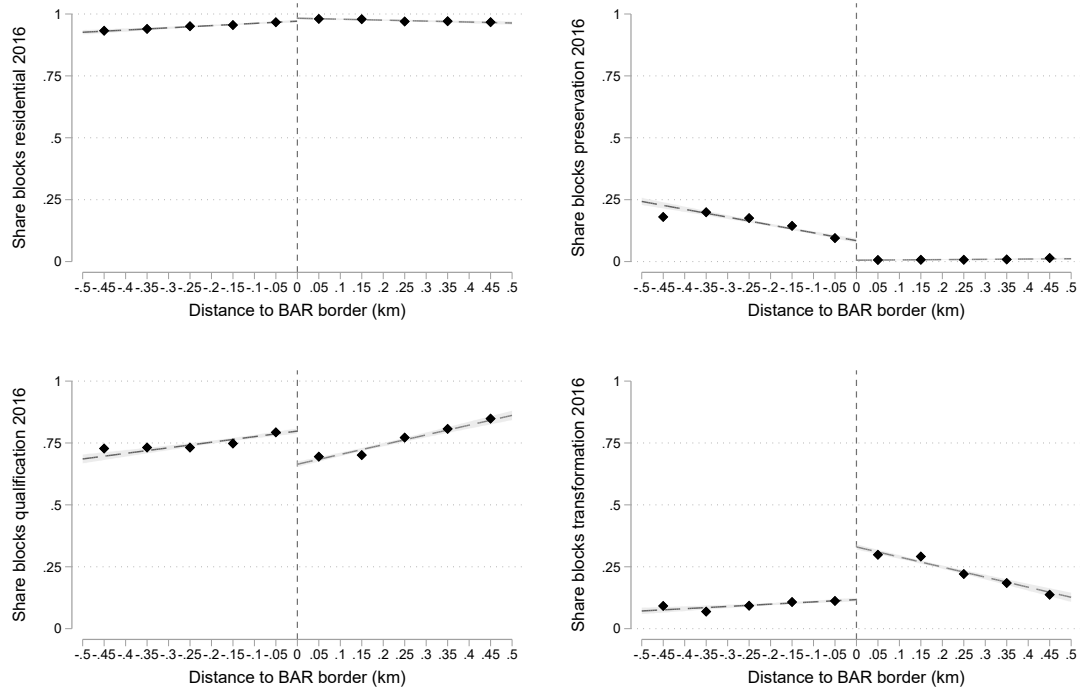 Share blocks residential 2016
1
.75
.5
.25
0
-.5 -.45 -.4 -.35 -.3 -.25 -.2 -.15 -.1 -.05 0 .05 .1 .15 .2 .25 .3 .35 .4 .45 .5
Distance to BAR border (km)
Share blocks preservation 2016
1
.75
.5
.25
0
-.5 -.45 -.4 -.35 -.3 -.25 -.2 -.15 -.1 -.05 0 .05 .1 .15 .2 .25 .3 .35 .4 .45 .5
Distance to BAR border (km)
Share blocks qualification 2016
1
.75
.5
.25
0
-.5 -.45 -.4 -.35 -.3 -.25 -.2 -.15 -.1 -.05 0 .05 .1 .15 .2 .25 .3 .35 .4 .45 .5
Distance to BAR border (km)
Share blocks transformation 2016
1
.75
.5
.25
0
-.5 -.45 -.4 -.35 -.3 -.25 -.2 -.15 -.1 -.05 0 .05 .1 .15 .2 .25 .3 .35 .4 .45 .5
Distance to BAR border (km)